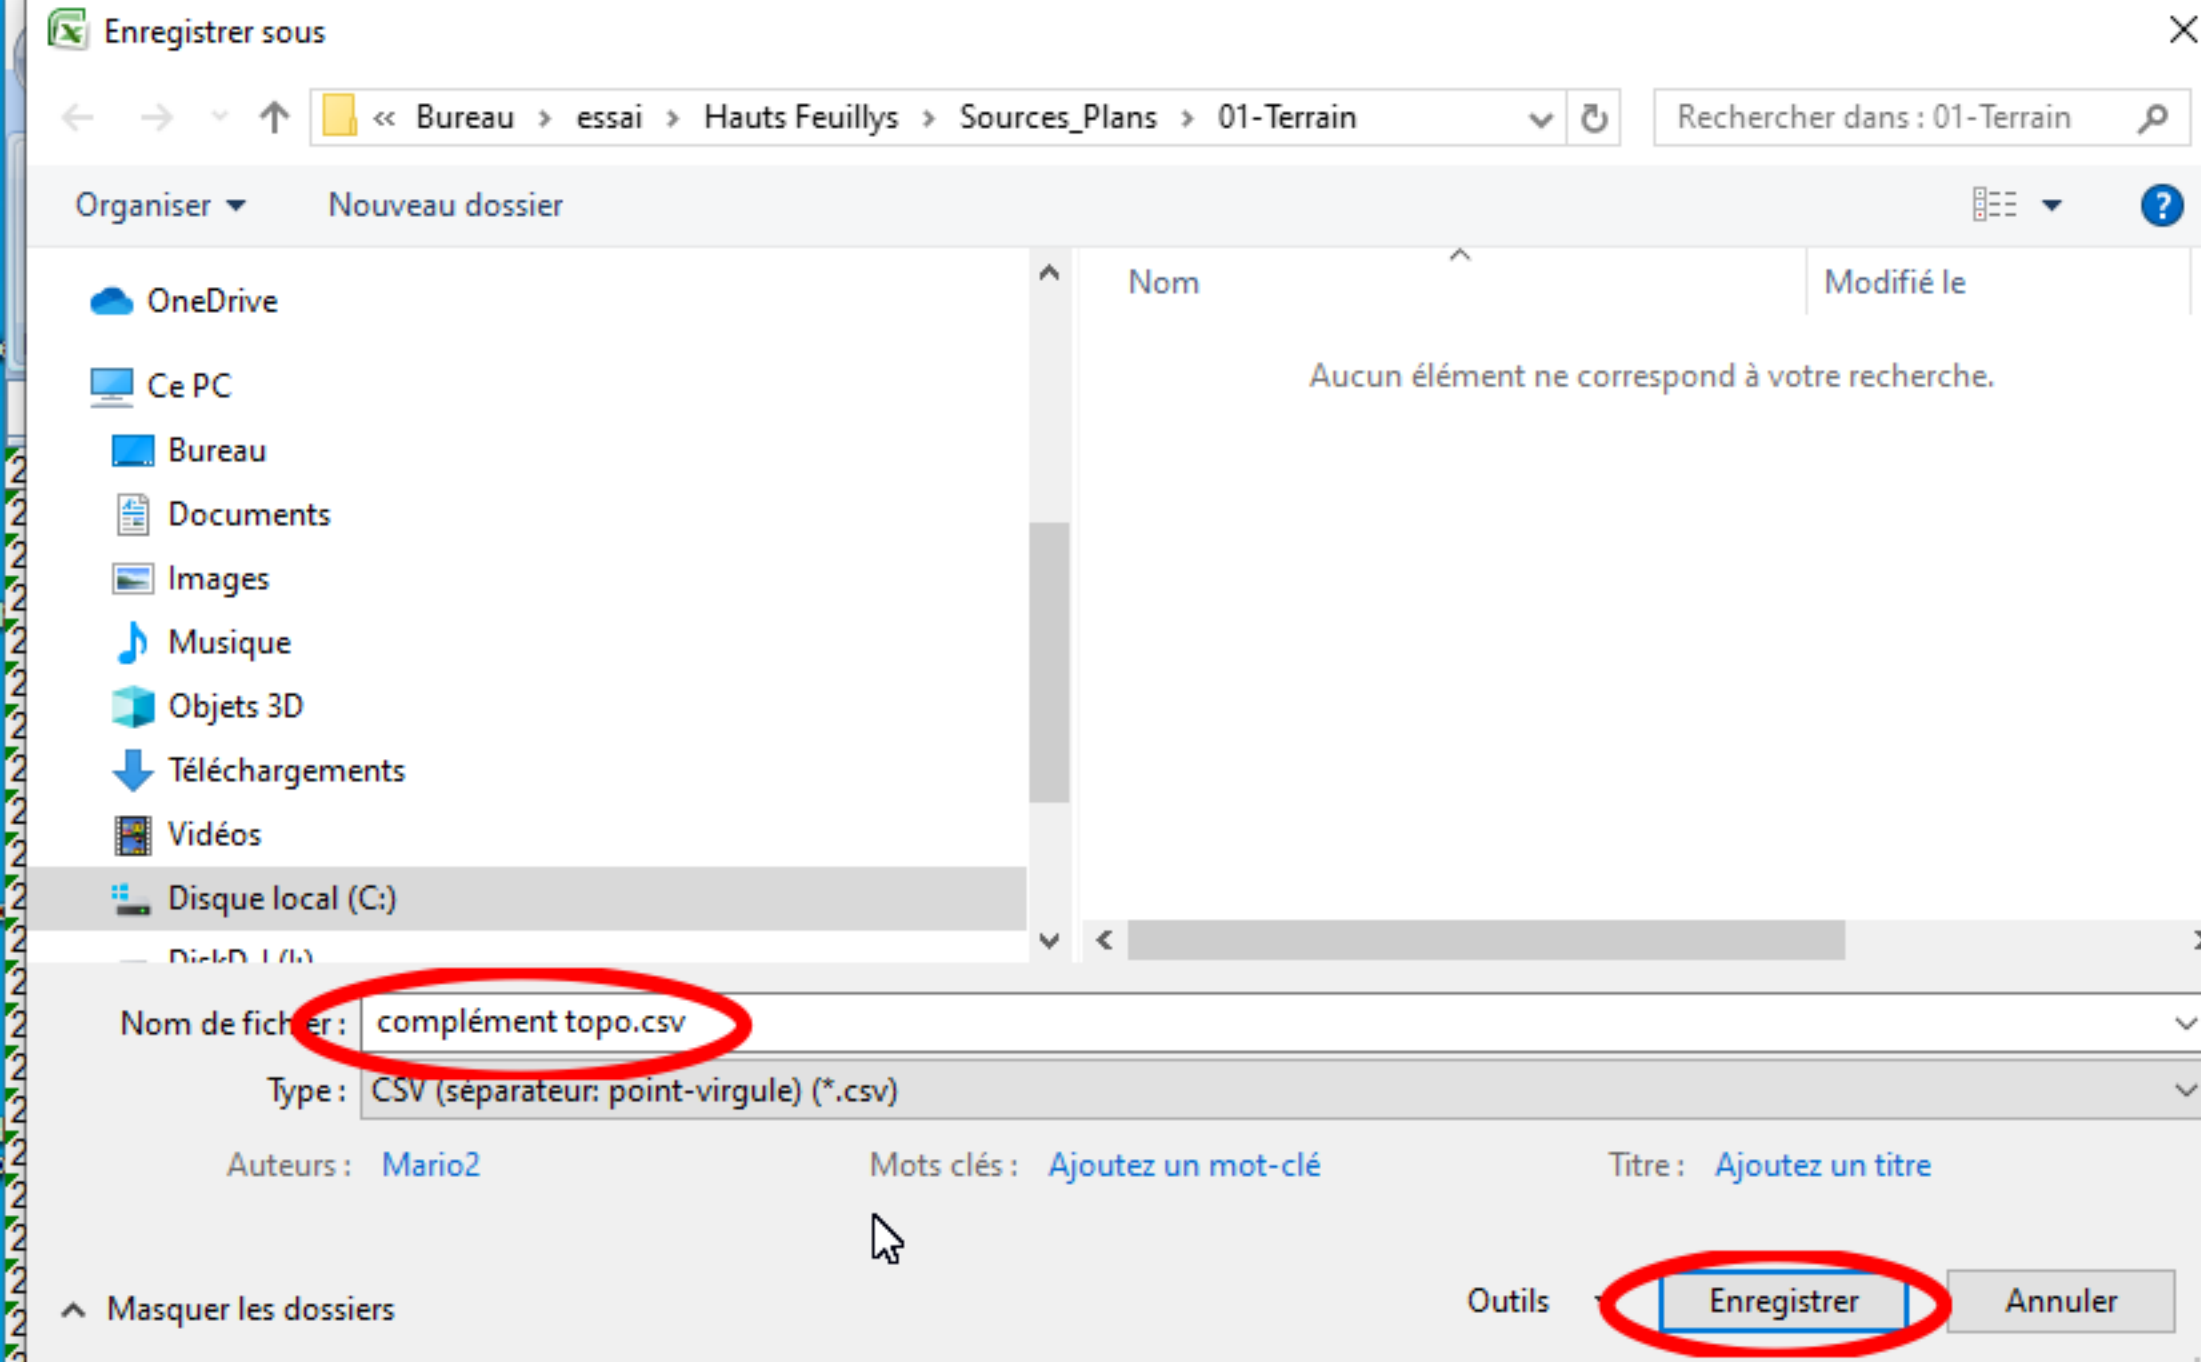 Enregistrer sous
« Bureau > essai > Hauts Feuillys > Sources_Plans > 01-Terrain
Rechercher dans : 01-Terrain
Organiser
Nouveau dossier
?
Nom
Modifié le
Aucun élément ne correspond à votre recherche.
OneDrive
Ce PC
Bureau
Documents
Images
Musique
Objets 3D
Téléchargements
Vidéos
Disque local (C:)
Nom de fichier : complément topo.csv
Type : CSV (séparateur: point-virgule) (*.csv)
Auteurs : Mario2
Mots clés : Ajoutez un mot-clé
Titre : Ajoutez un titre
Masquer les dossiers
Outils
Enregistrer
Annuler